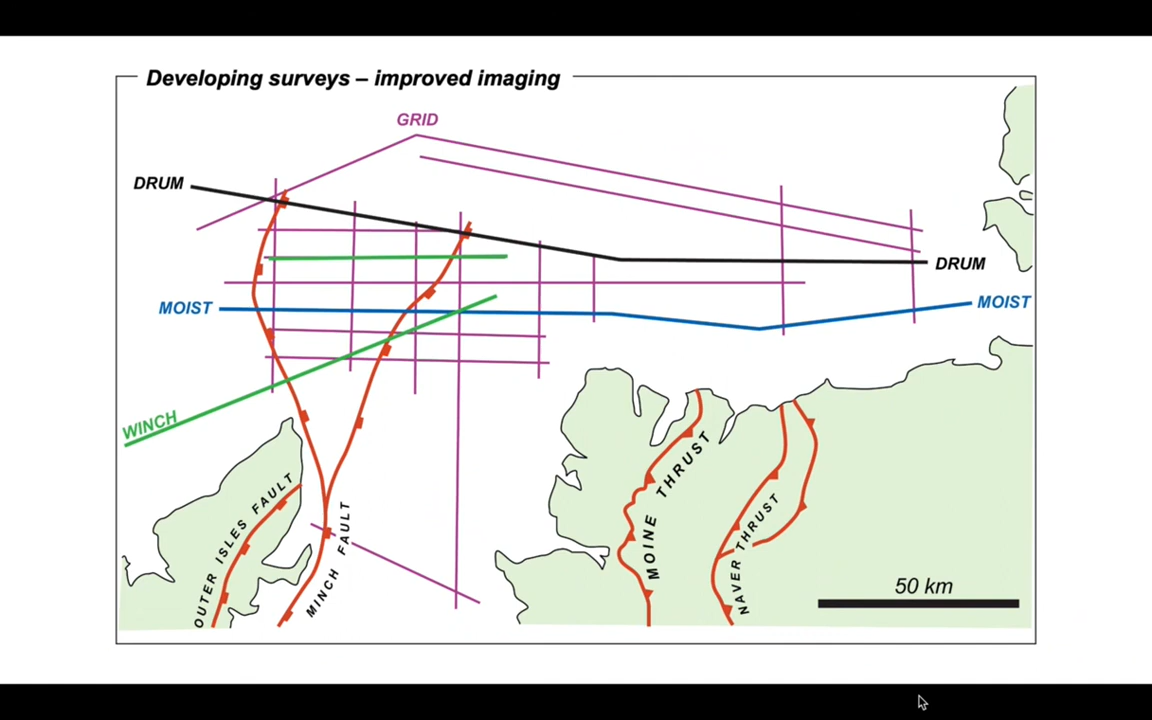 Developing surveys – improved imaging
GRID
DRUM
DRUM
MOIST
MOIST
WINCH
OUTER ISLES FAULT
MINCH FAULT
MOINE THRUST
NAVER THRUST
50 km